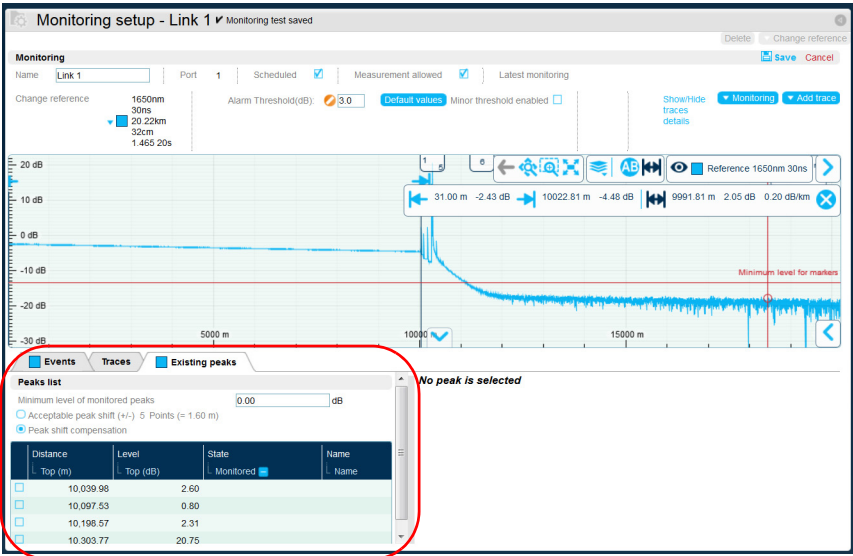 Monitoring setup - Link 1 ✔ Monitoring test saved
Delete Change reference
Monitoring Save Cancel
Name Link 1 Port 1 Scheduled Measurement allowed Latest monitoring
Change reference 1650nm
30ns
20.22km
32cm
1.465 20s
Alarm Threshold(dB): 3.0 Default values Minor threshold enabled
Show/Hide
traces
details
Monitoring Add trace
20 dB
10 dB
0 dB
-10 dB
-20 dB
-30 dB
1 5 6
AB
Reference 1650nm 30ns
31.00 m -2.43 dB 10022.81 m -4.48 dB 9991.81 m 2.05 dB 0.20 dB/km
Minimum level for markers
5000 m 10000 15000 m
Events Traces Existing peaks
Peaks list
No peak is selected
Minimum level of monitored peaks 0.00 dB
Acceptable peak shift (+/-) 5 Points (= 1.60 m)
Peak shift compensation
Distance Level State Name
Top (m) Top (dB) Monitored Name
10,039.98 2.60
10,097.53 0.80
10,198.57 2.31
10,303.77 20.75